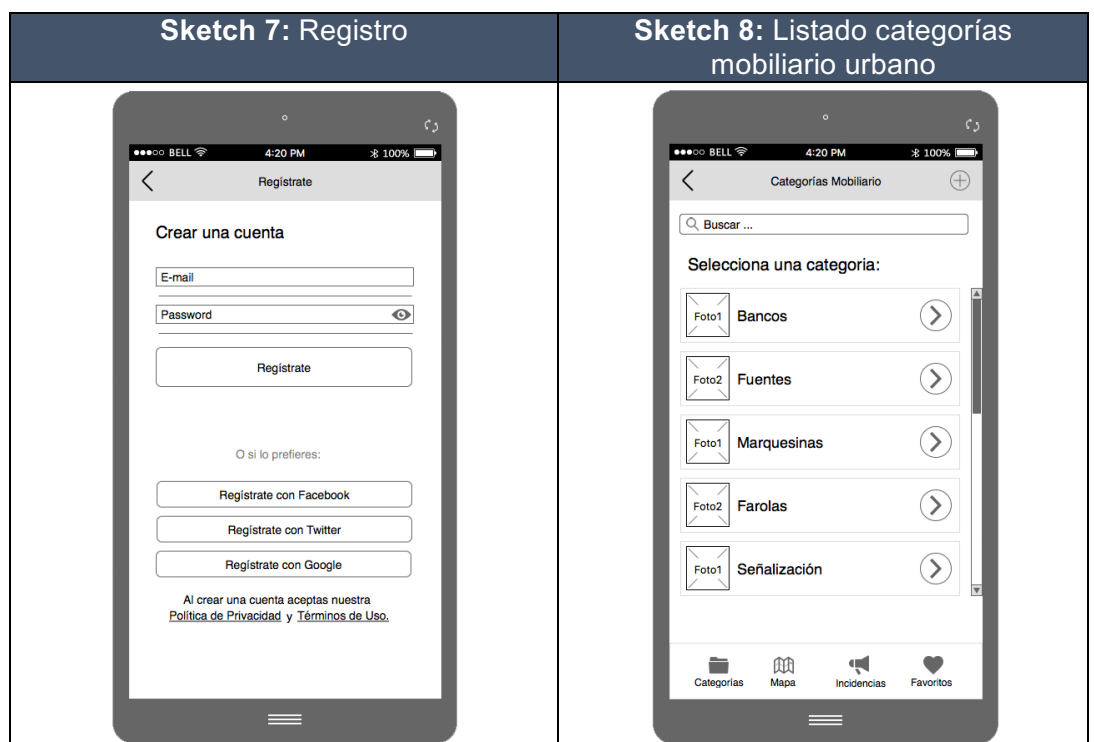 Sketch 7: Registro
BELL 4:20 PM 100%
Regístrate
Crear una cuenta
E-mail
Password
Regístrate
O si lo prefieres:
Regístrate con Facebook
Regístrate con Twitter
Regístrate con Google
Al crear una cuenta aceptas nuestra
Política de Privacidad y Términos de Uso.
Sketch 8: Listado categorías
mobiliario urbano
BELL 4:20 PM 100%
Categorías Mobiliario
Buscar ...
Selecciona una categoria:
Foto1 Bancos
Foto2 Fuentes
Foto1 Marquesinas
Foto2 Farolas
Foto1 Señalización
Categorías Mapa Incidencias Favoritos